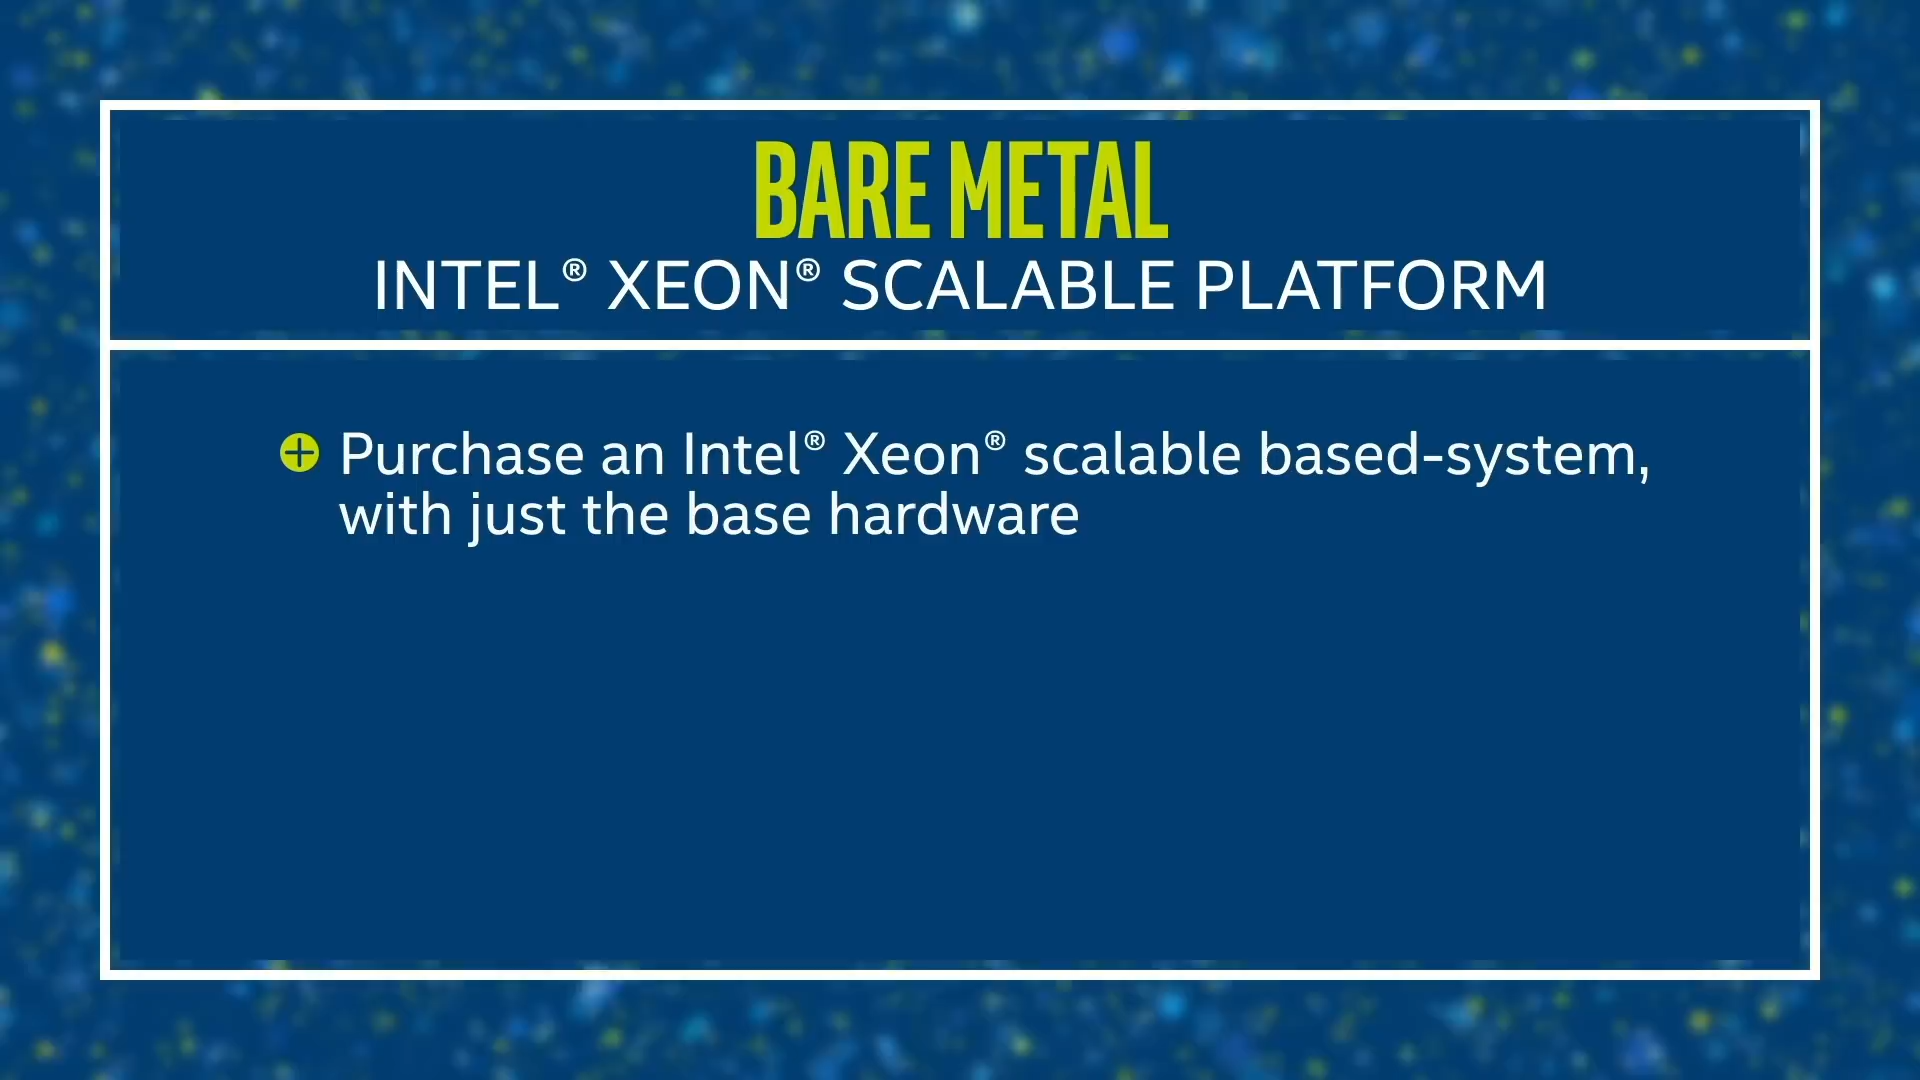 BARE METAL
INTEL® XEON® SCALABLE PLATFORM
Purchase an Intel® Xeon® scalable based-system,
with just the base hardware